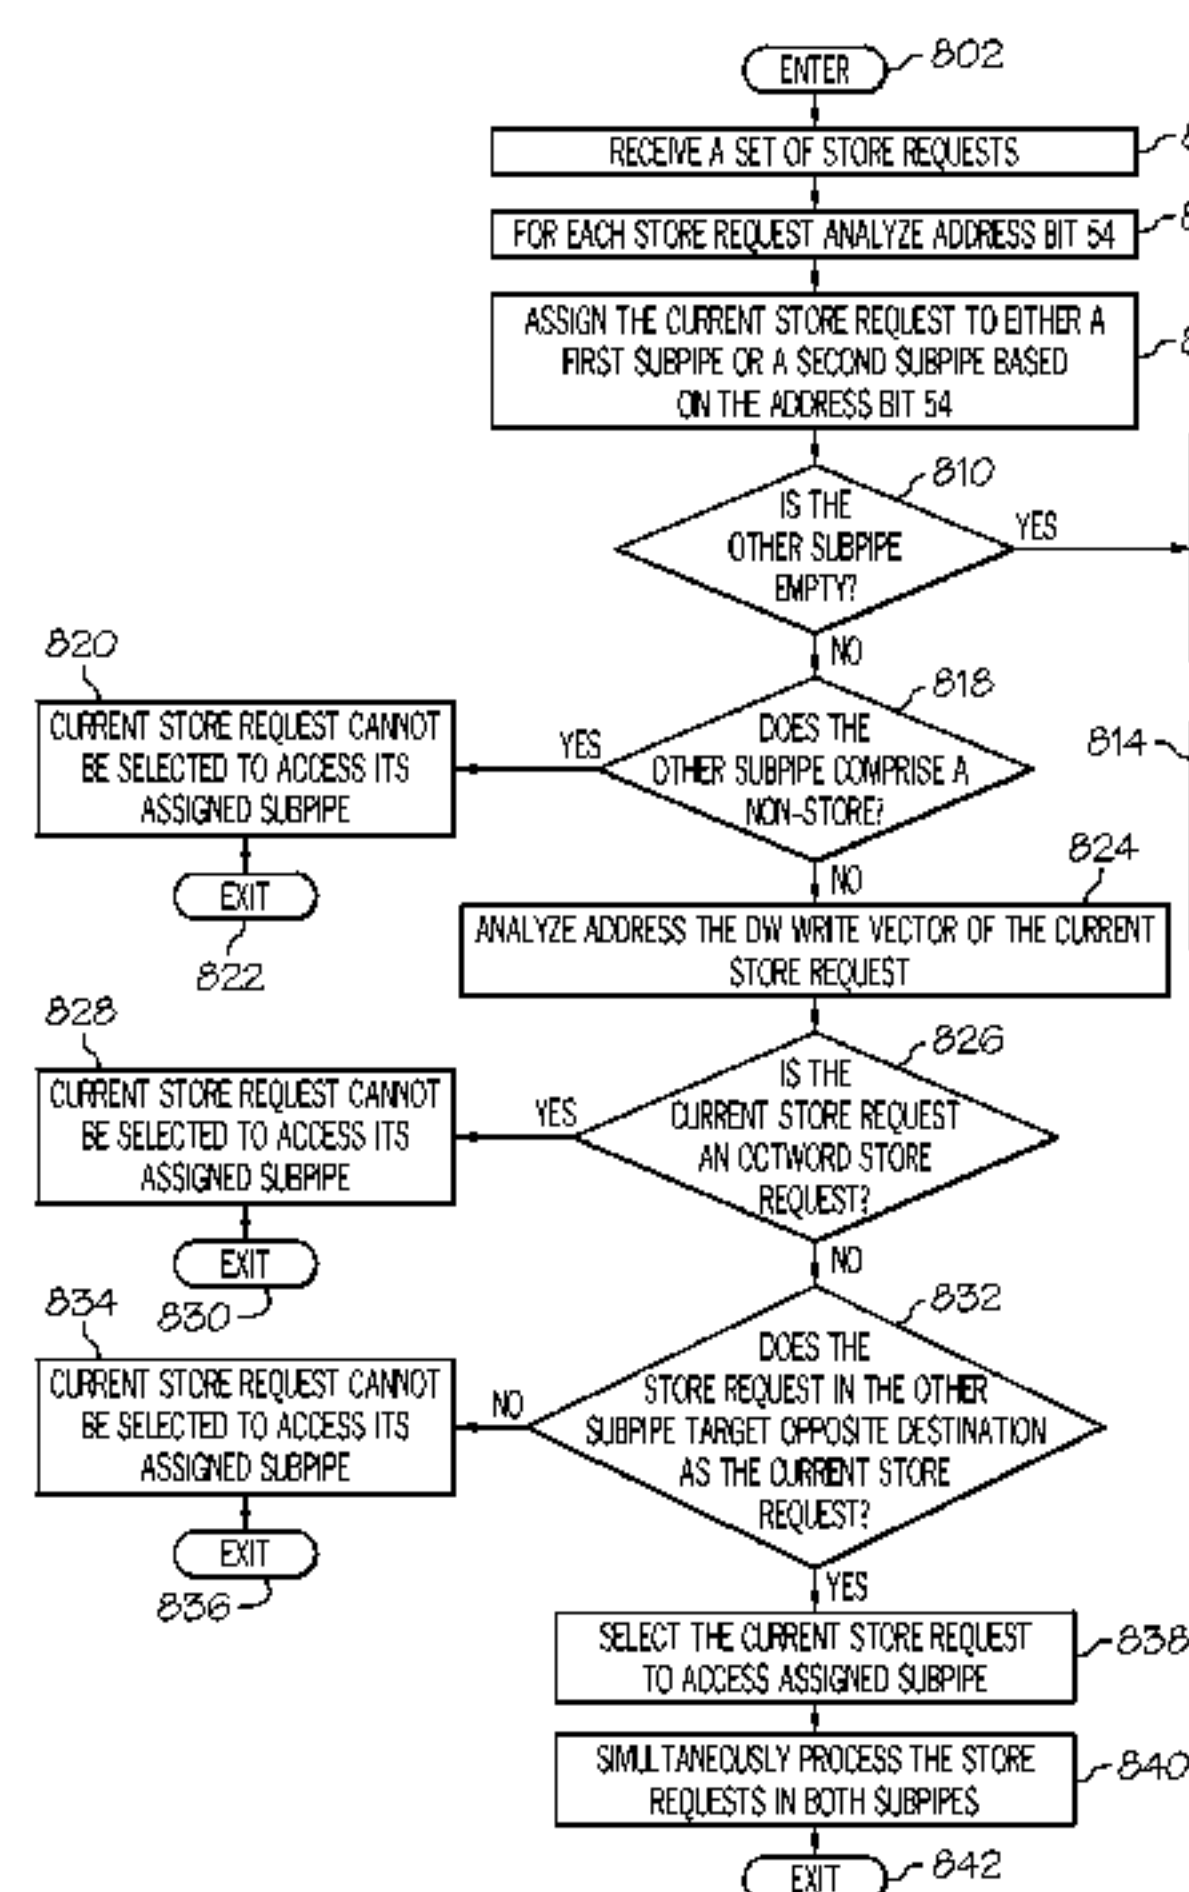 ENTER
802
RECEIVE A SET OF STORE REQUESTS
8
FOR EACH STORE REQUEST ANALYZE ADDRESS BIT 54
8
ASSIGN THE CURRENT STORE REQUEST TO EITHER A
FIRST SUBPIPE OR A SECOND SUBPIPE BASED
ON THE ADDRESS BIT 54
8
810
IS THE
OTHER SUBPIPE
EMPTY?
YES
NO
818
DOES THE
OTHER SUBPIPE COMPRISE A
NON-STORE?
YES
820
CURRENT STORE REQUEST CANNOT
BE SELECTED TO ACCESS ITS
ASSIGNED SUBPIPE
EXIT
822
814
NO
824
ANALYZE ADDRESS THE DW WRITE VECTOR OF THE CURRENT
STORE REQUEST
826
IS THE
CURRENT STORE REQUEST
AN OCTWORD STORE
REQUEST?
YES
828
CURRENT STORE REQUEST CANNOT
BE SELECTED TO ACCESS ITS
ASSIGNED SUBPIPE
EXIT
830
NO
832
DOES THE
STORE REQUEST IN THE OTHER
SUBPIPE TARGET OPPOSITE DESTINATION
AS THE CURRENT STORE
REQUEST?
NO
834
CURRENT STORE REQUEST CANNOT
BE SELECTED TO ACCESS ITS
ASSIGNED SUBPIPE
EXIT
836
YES
SELECT THE CURRENT STORE REQUEST
TO ACCESS ASSIGNED SUBPIPE
838
SIMULTANEOUSLY PROCESS THE STORE
REQUESTS IN BOTH SUBPIPES
840
EXIT
842